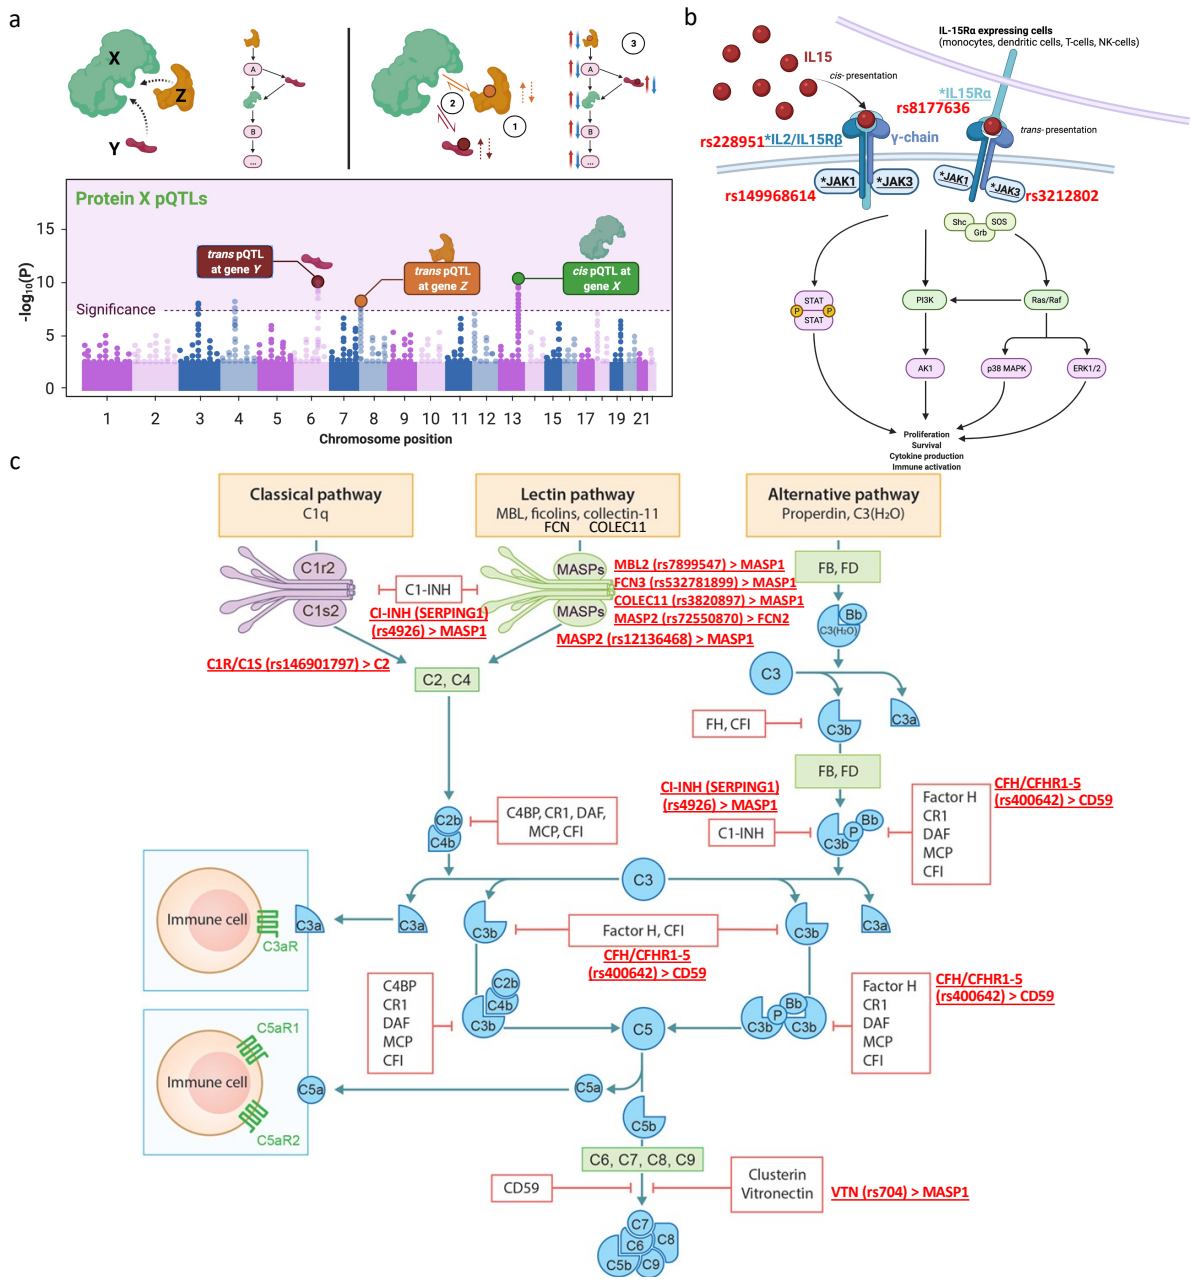 a
X
Z
Y
A
B
...
1
2
3
A
B
...
Protein X pQTLs
-log10(P)
15
10
5
0
Significance
trans pQTL
at gene Y
trans pQTL
at gene Z
cis pQTL at
gene X
1 2 3 4 5 6 7 8 9 10 11 12 13 15 17 19 21
Chromosome position
b
IL15
cis- presentation
IL-15Rα expressing cells
(monocytes, dendritic cells, T-cells, NK-cells)
*IL15Rα
rs8177636
trans- presentation
rs228951 *IL2/IL15Rβ
γ-chain
*JAK1
*JAK3
*JAK1
*JAK3
rs149968614
rs3212802
Shc
SOS
Grb
STAT
P P
STAT
PI3K
Ras/Raf
AK1
p38 MAPK
ERK1/2
Proliferation
Survival
Cytokine production
Immune activation
c
Classical pathway
C1q
Lectin pathway
MBL, ficolins, collectin-11
FCN COLEC11
Alternative pathway
Properdin, C3(H2O)
C1r2
C1s2
C1-INH
CI-INH (SERPING1)
(rs4926) > MASP1
MASPs
MASPs
MBL2 (rs7899547) > MASP1
FCN3 (rs532781899) > MASP1
COLEC11 (rs3820897) > MASP1
MASP2 (rs72550870) > FCN2
MASP2 (rs12136468) > MASP1
C1R/C1S (rs146901797) > C2
FB, FD
Bb
C3(H2O)
C2, C4
C3
C3b
C3a
FH, CFI
FB, FD
CI-INH (SERPING1)
(rs4926) > MASP1
C1-INH
Bb
P
C3b
Factor H
CR1
DAF
MCP
CFI
CFH/CFHR1-5
(rs400642) > CD59
C2b
C4b
C4BP, CR1, DAF,
MCP, CFI
C3
Immune cell
C3aR
C3a
C3a
C3b
Factor H, CFI
CFH/CFHR1-5
(rs400642) > CD59
C3b
C3a
C4BP
CR1
DAF
MCP
CFI
C2b
C4b
C3b
C5
Bb
P
C3b
C3b
Factor H
CR1
DAF
MCP
CFI
CFH/CFHR1-5
(rs400642) > CD59
C5aR1
Immune cell
C5aR2
C5a
C5a
C5b
C6, C7, C8, C9
CD59
Clusterin
Vitronectin
VTN (rs704) > MASP1
C7
C6
C8
C5b
C9